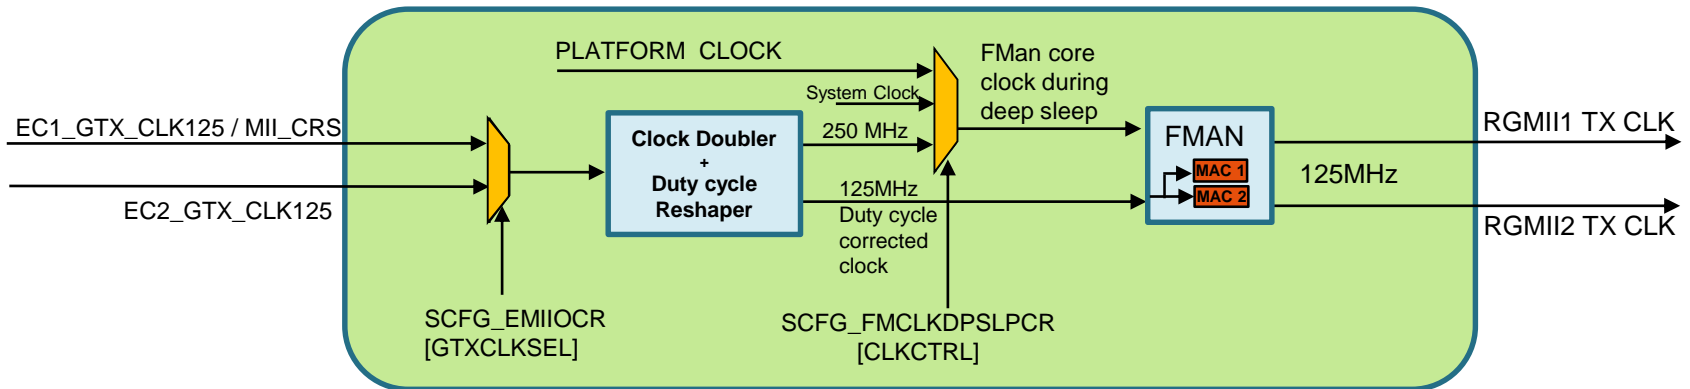 PLATFORM CLOCK
FMan core
clock during
deep sleep
System Clock
EC1_GTX_CLK125 / MII_CRS
250 MHz
Clock Doubler
+
Duty cycle
Reshaper
FMAN
MAC 1
MAC 2
RGMII1 TX CLK
125MHz
RGMII2 TX CLK
EC2_GTX_CLK125
125MHz
Duty cycle
corrected
clock
SCFG_EMIIOCR
[GTXCLKSEL]
SCFG_FMCLKDPSLPCR
[CLKCTRL]